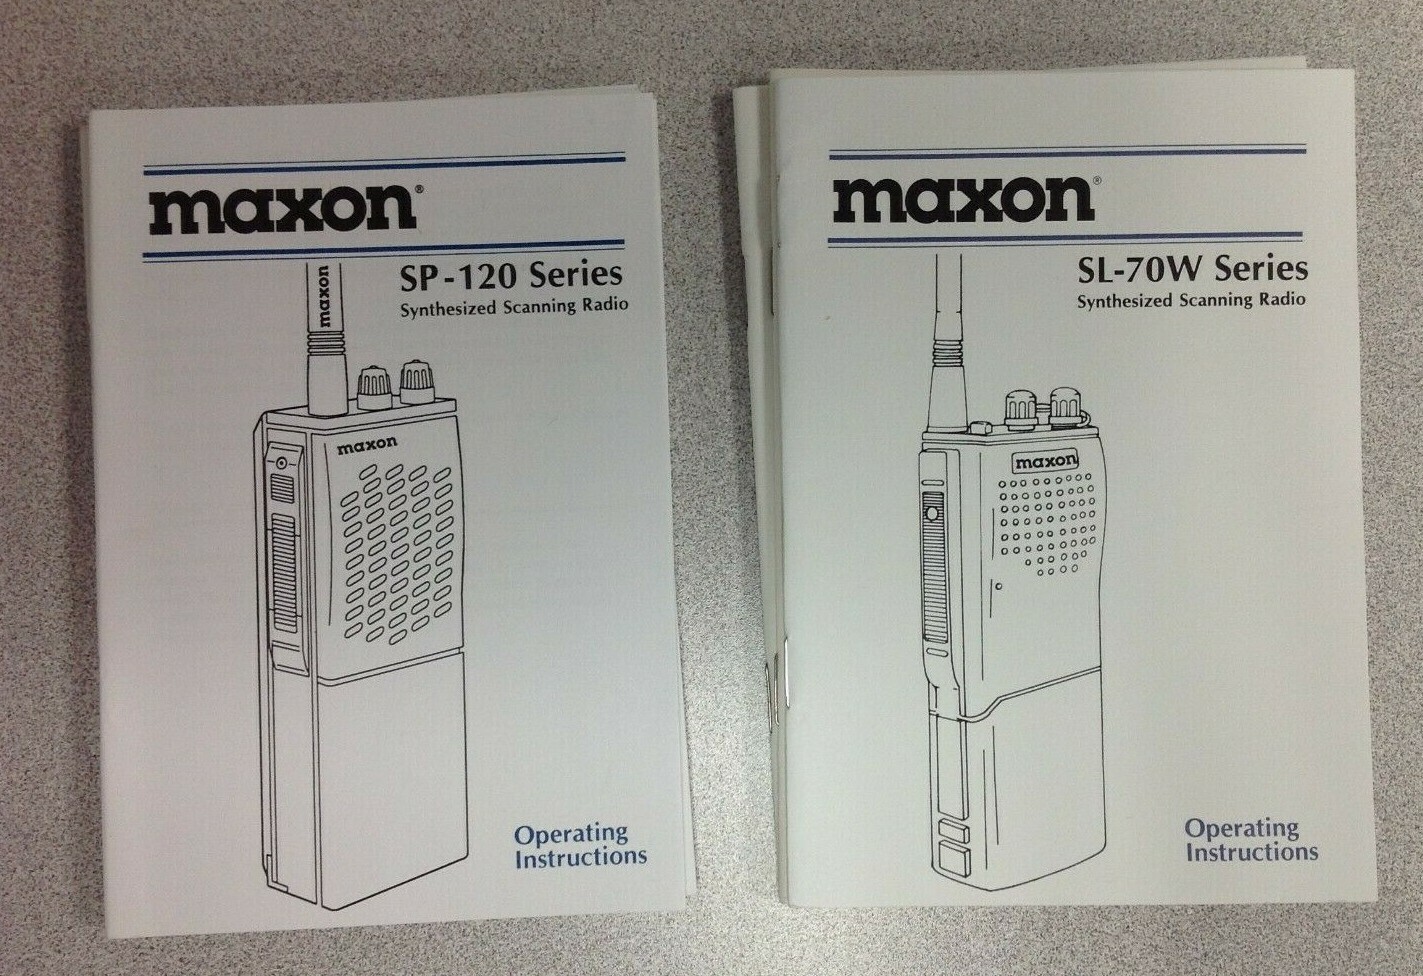 maxon®
SP-120 Series
Synthesized Scanning Radio
maxon
maxon
Operating
Instructions
maxon®
SL-70W Series
Synthesized Scanning Radio
maxon
Operating
Instructions